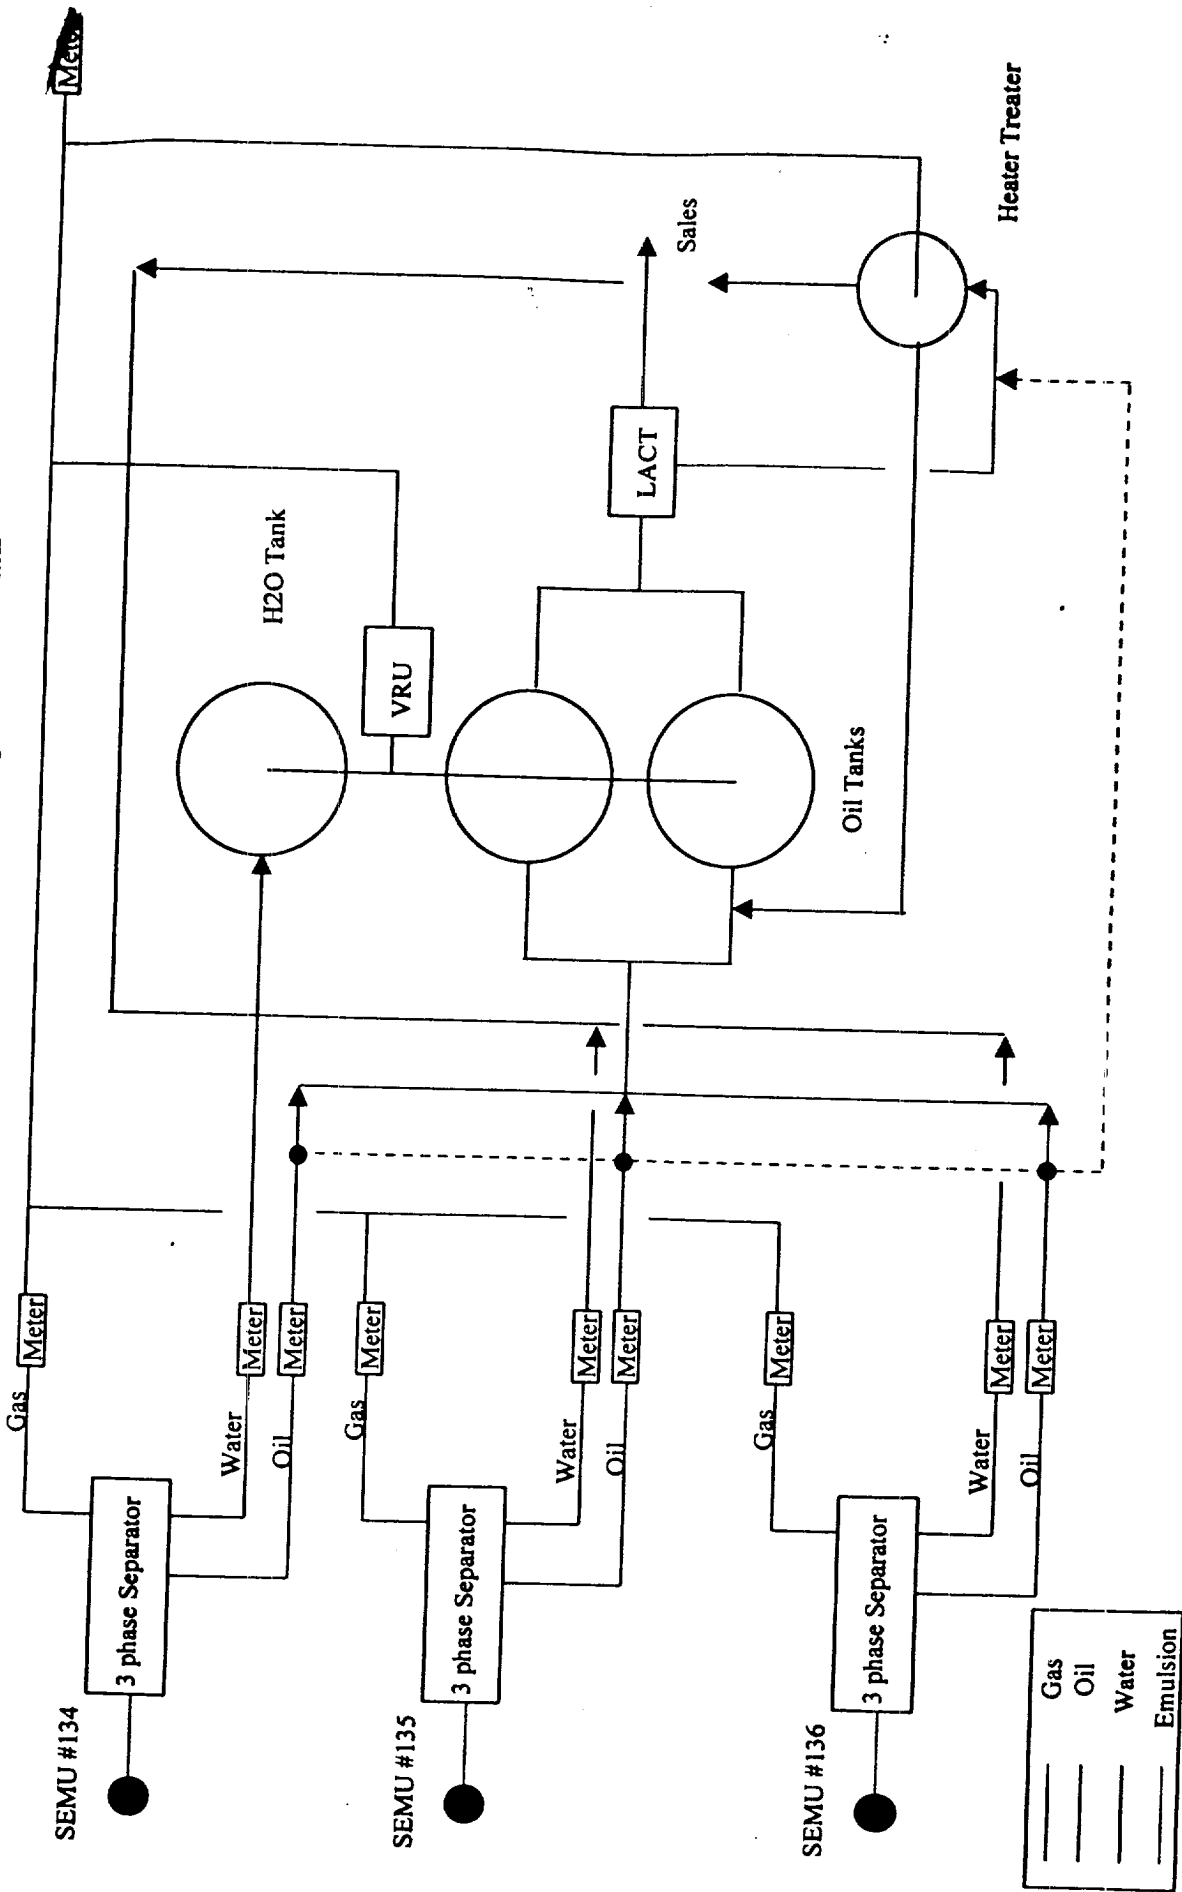 Meter
SEMU #134
3 phase Separator
Gas
Meter
Water
Meter
Oil
Meter
SEMU #135
3 phase Separator
Gas
Meter
Water
Meter
Oil
Meter
SEMU #136
3 phase Separator
Gas
Meter
Water
Meter
Oil
Meter
H2O Tank
VRU
Oil Tanks
LACT
Sales
Heater Treater
Gas
Oil
Water
Emulsion